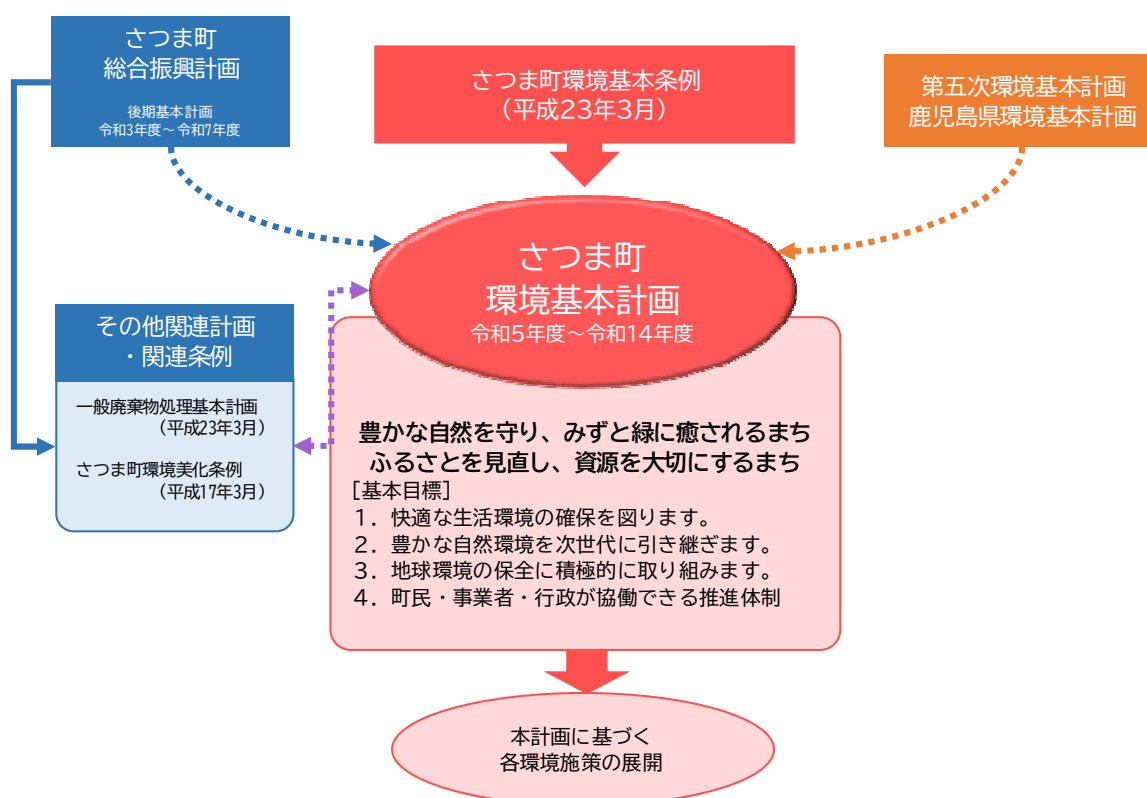 さつま町
総合振興計画
後期基本計画
令和3年度～令和7年度
さつま町環境基本条例
（平成23年3月）
第五次環境基本計画
鹿児島県環境基本計画
さつま町
環境基本計画
令和5年度～令和14年度
その他関連計画
・関連条例
一般廃棄物処理基本計画
（平成23年3月）
さつま町環境美化条例
（平成17年3月）
豊かな自然を守り、みずと緑に癒されるまち
ふるさとを見直し、資源を大切にするまち
［基本目標］
１．快適な生活環境の確保を図ります。
２．豊かな自然環境を次世代に引き継ぎます。
３．地球環境の保全に積極的に取り組みます。
４．町民・事業者・行政が協働できる推進体制
本計画に基づく
各環境施策の展開